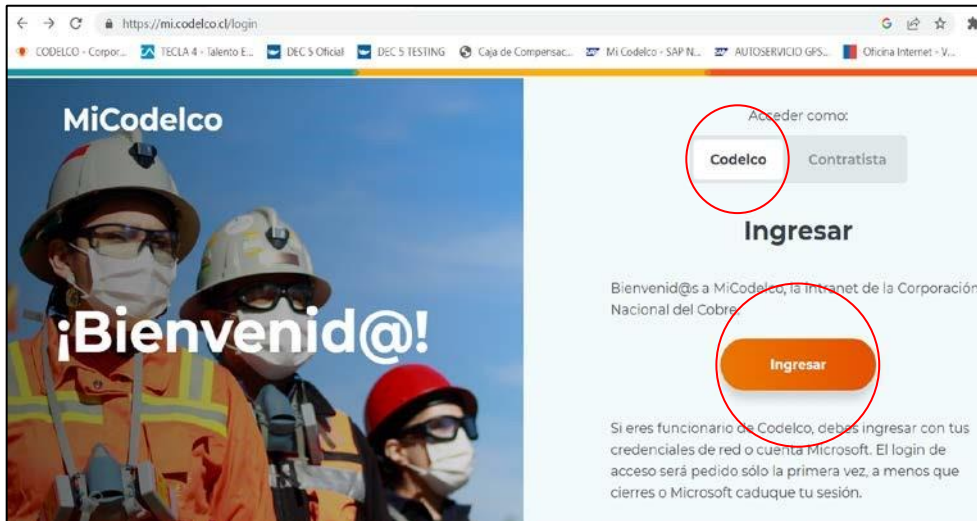 https://mi.codelco.cl/login
CODELCO - Corpor... TECLA 4 - Talento E... DEC 5 Oficial DEC 5 TESTING Caja de Compensac... Mi Codelco - SAP N... AUTOSERVICIO GPS... Oficina Internet - V...
MiCodelco
¡Bienvenid@!
Acceder como:
Codelco Contratista
Ingresar
Bienvenid@s a MiCodelco, la Intranet de la Corporación
Nacional del Cobre.
Ingresar
Si eres funcionario de Codelco, debes ingresar con tus
credenciales de red o cuenta Microsoft. El login de
acceso será pedido sólo la primera vez, a menos que
cierres o Microsoft caduque tu sesión.